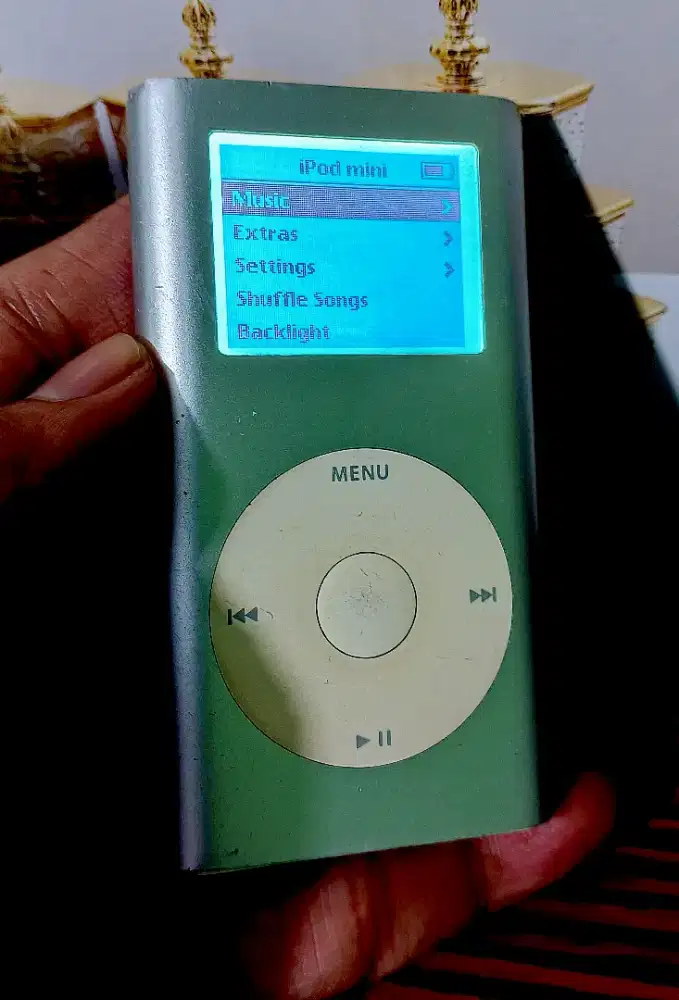 iPod mini
Music
Extras
Settings
Shuffle Songs
Backlight
MENU